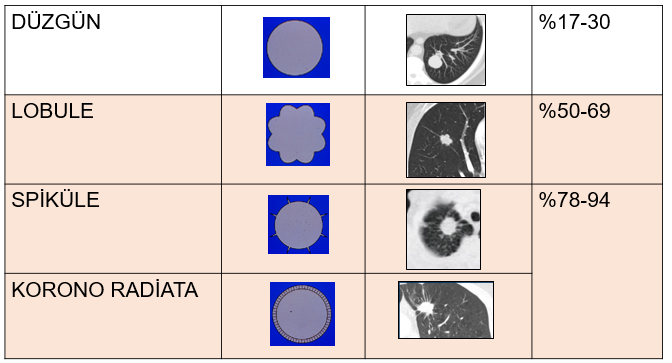 DÜZGÜN
%17-30
LOBULE
%50-69
SPİKÜLE
%78-94
KORONO RADİATA